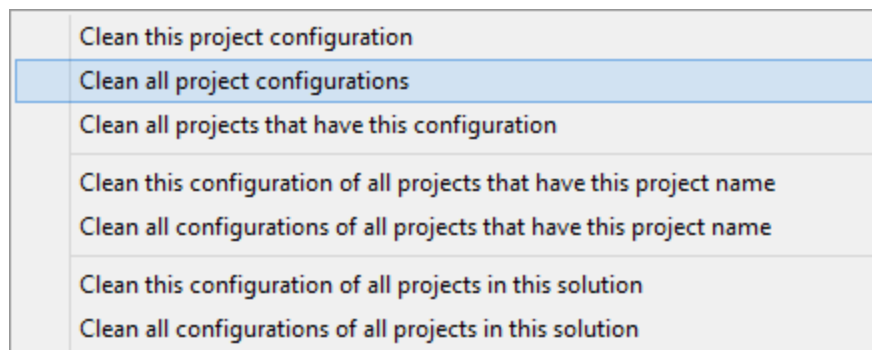 Clean this project configuration
Clean all project configurations
Clean all projects that have this configuration
Clean this configuration of all projects that have this project name
Clean all configurations of all projects that have this project name
Clean this configuration of all projects in this solution
Clean all configurations of all projects in this solution